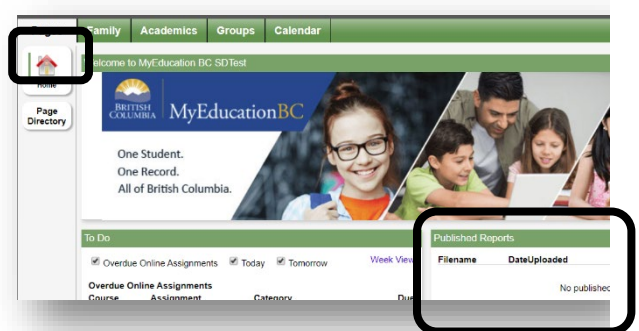 Family Academics Groups Calendar
Welcome to MyEducation BC SDTest
Home
Page
Directory
BRITISH
COLUMBIA
MyEducationBC
One Student.
One Record.
All of British Columbia.
To Do
Overdue Online Assignments Today Tomorrow Week View
Overdue Online Assignments
Course Assignment Category Due
Published Reports
Filename DateUploaded
No published